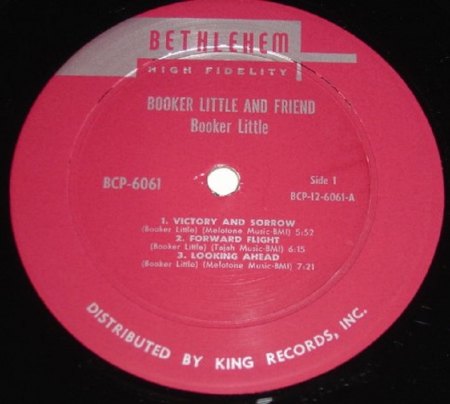 BETHLEHEM
HIGH FIDELITY
BOOKER LITTLE AND FRIEND
Booker Little
BCP-6061
Side 1
BCP-12-6061-A
1. VICTORY AND SORROW
(Booker Little) (Melotone Music-BMI) 5:52
2. FORWARD FLIGHT
(Booker Little) (Tajah Music-BMI) 6:15
3. LOOKING AHEAD
(Booker Little) (Melotone Music-BMI) 7:21
DISTRIBUTED BY KING RECORDS, INC.